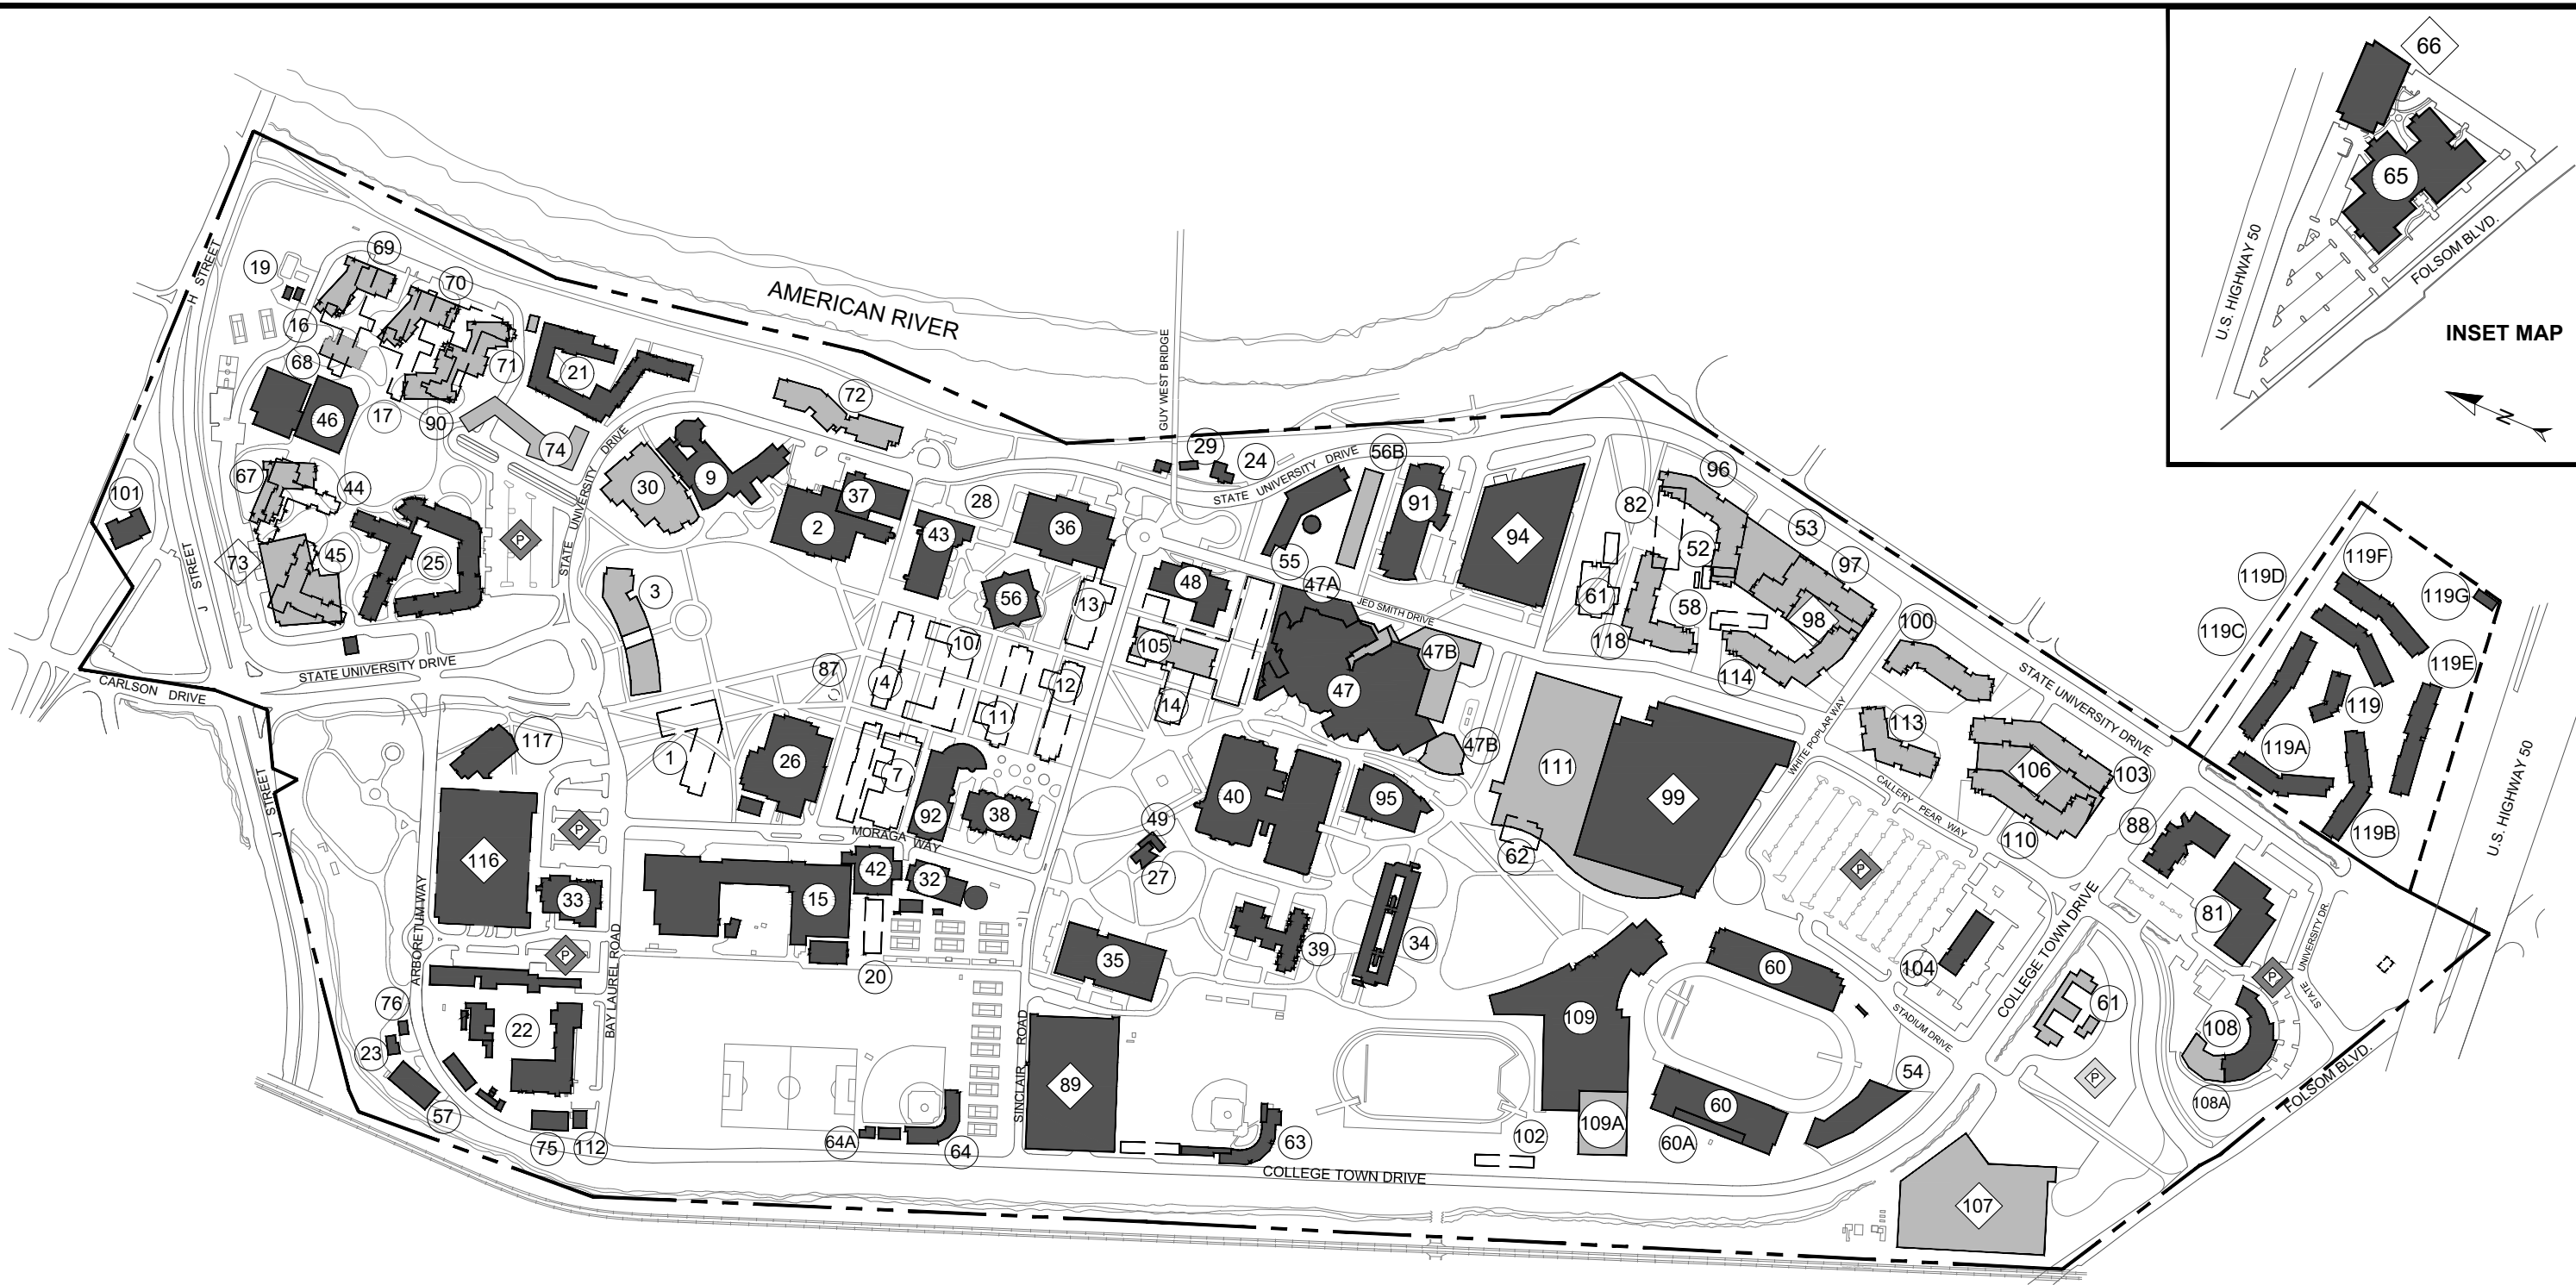 66
65
U.S. HIGHWAY 50
FOLSOM BLVD.
INSET MAP
N
AMERICAN RIVER
GUY WEST BRIDGE
H STREET
19
69
70
16
68
71
21
46
17
90
74
72
67
44
101
73
45
25
P
J STREET
STATE UNIVERSITY DRIVE
STATE UNIVERSITY DRIVE
CARLSON DRIVE
30
9
37
2
3
28
43
36
56
29
24
STATE UNIVERSITY DRIVE
56B
91
55
94
82
96
53
52
97
47A
48
13
61
58
118
98
JED SMITH DRIVE
105
107
87
4
11
12
14
47
47B
47B
114
100
113
WHITE POPLAR WAY
CALLERY PEAR WAY
STATE UNIVERSITY DRIVE
106
103
110
88
119D
119F
119G
119C
119E
119
119A
119B
U.S. HIGHWAY 50
117
1
26
7
92
38
MORAGA WAY
40
95
49
27
111
99
62
P
116
P
33
15
42
32
20
ARBORETUM WAY
BAY LAUREL ROAD
J STREET
P
35
39
34
60
109
104
COLLEGE TOWN DRIVE
81
STATE UNIVERSITY DR.
P
76
22
23
57
75
112
64A
64
SINCLAIR ROAD
89
63
102
109A
60
60A
54
STADIUM DRIVE
61
P
108
108A
FOLSOM BLVD.
COLLEGE TOWN DRIVE
107